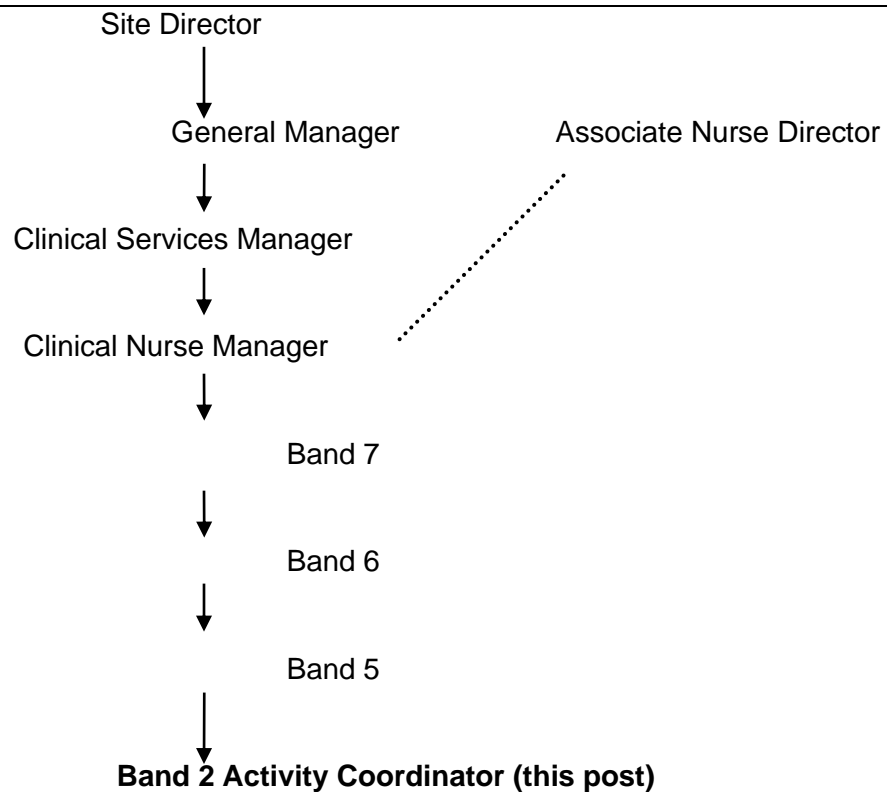 Site Director
General Manager Associate Nurse Director
Clinical Services Manager
Clinical Nurse Manager
Band 7
Band 6
Band 5
Band 2 Activity Coordinator (this post)